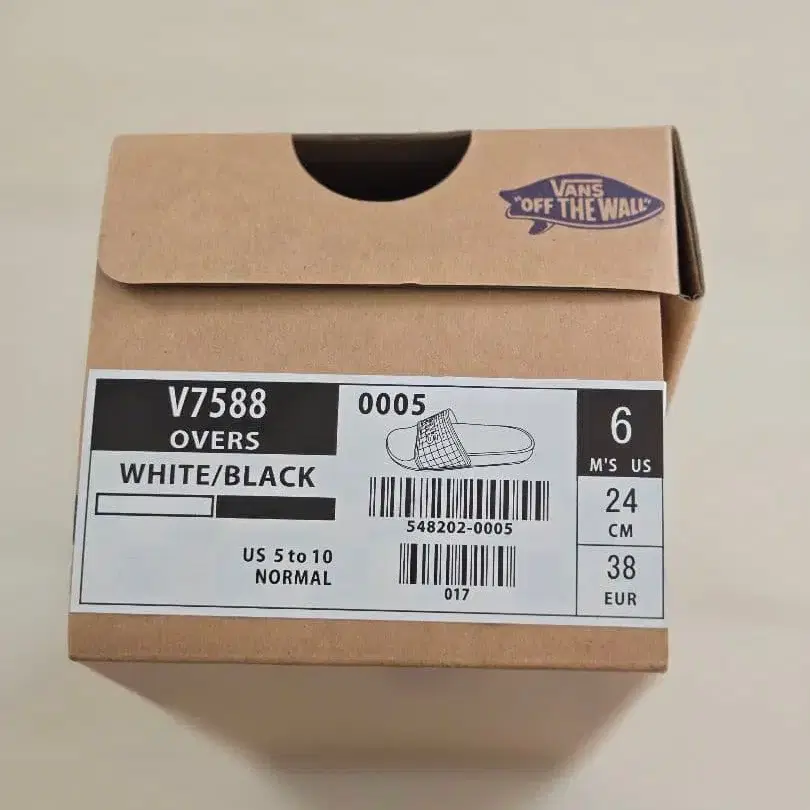 VANS
"OFF THE WALL"
V7588
OVERS
WHITE/BLACK
US 5 to 10
NORMAL
0005
548202-0005
017
6
M'S US
24
CM
38
EUR